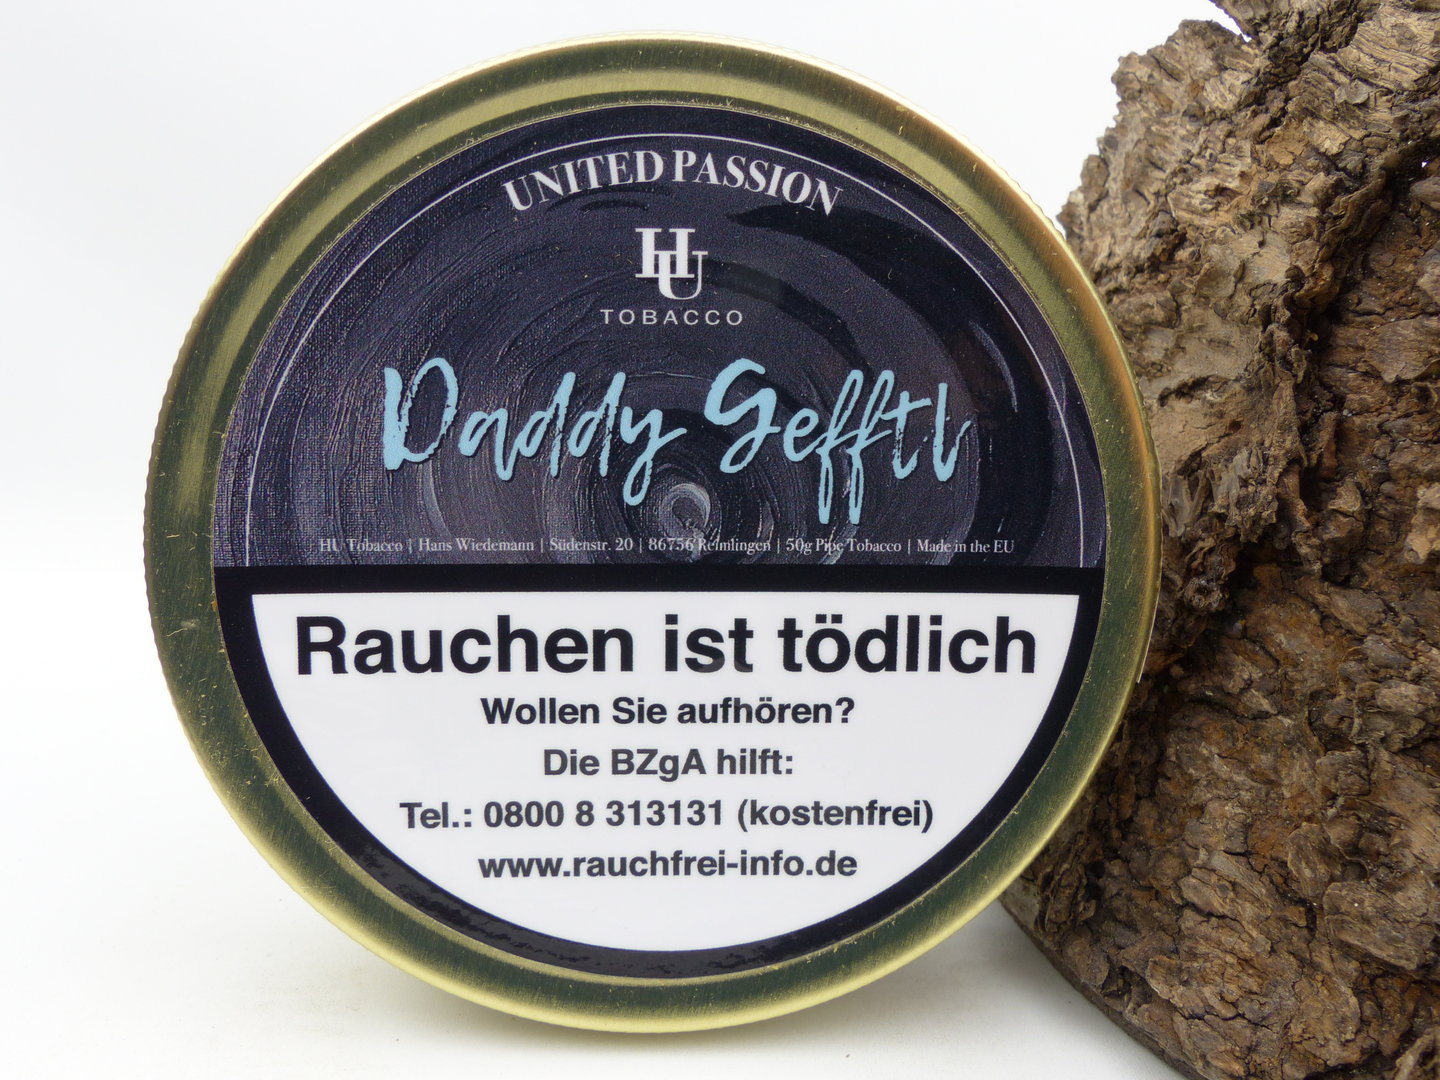 UNITED PASSION
HU
TOBACCO
Daddy Gefftl
HU Tobacco | Hans Wiedemann | Südenstr. 20 | 86756 Reimlingen | 50g Pipe Tobacco | Made in the EU
Rauchen ist tödlich
Wollen Sie aufhören?
Die BZgA hilft:
Tel.: 0800 8 313131 (kostenfrei)
www.rauchfrei-info.de